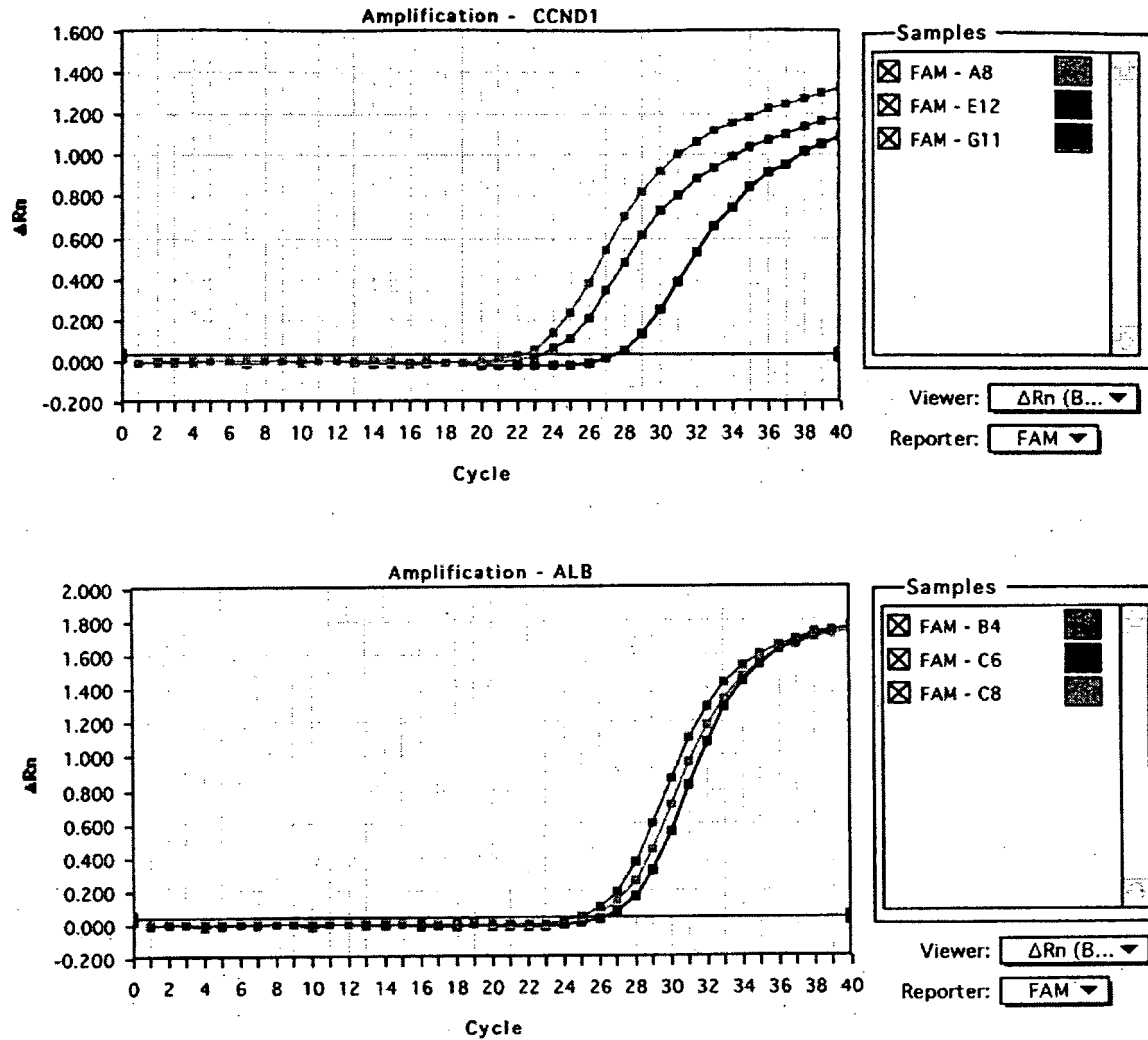 Amplification - CCND1
1.600
1.400
1.200
1.000
0.800
0.600
0.400
0.200
0.000
-0.200
ΔRn
0 2 4 6 8 10 12 14 16 18 20 22 24 26 28 30 32 34 36 38 40
Cycle
Samples
FAM - A8
FAM - E12
FAM - G11
Viewer: ΔRn (B...
Reporter: FAM
Amplification - ALB
2.000
1.800
1.600
1.400
1.200
1.000
0.800
0.600
0.400
0.200
0.000
-0.200
ΔRn
0 2 4 6 8 10 12 14 16 18 20 22 24 26 28 30 32 34 36 38 40
Cycle
Samples
FAM - B4
FAM - C6
FAM - C8
Viewer: ΔRn (B...
Reporter: FAM